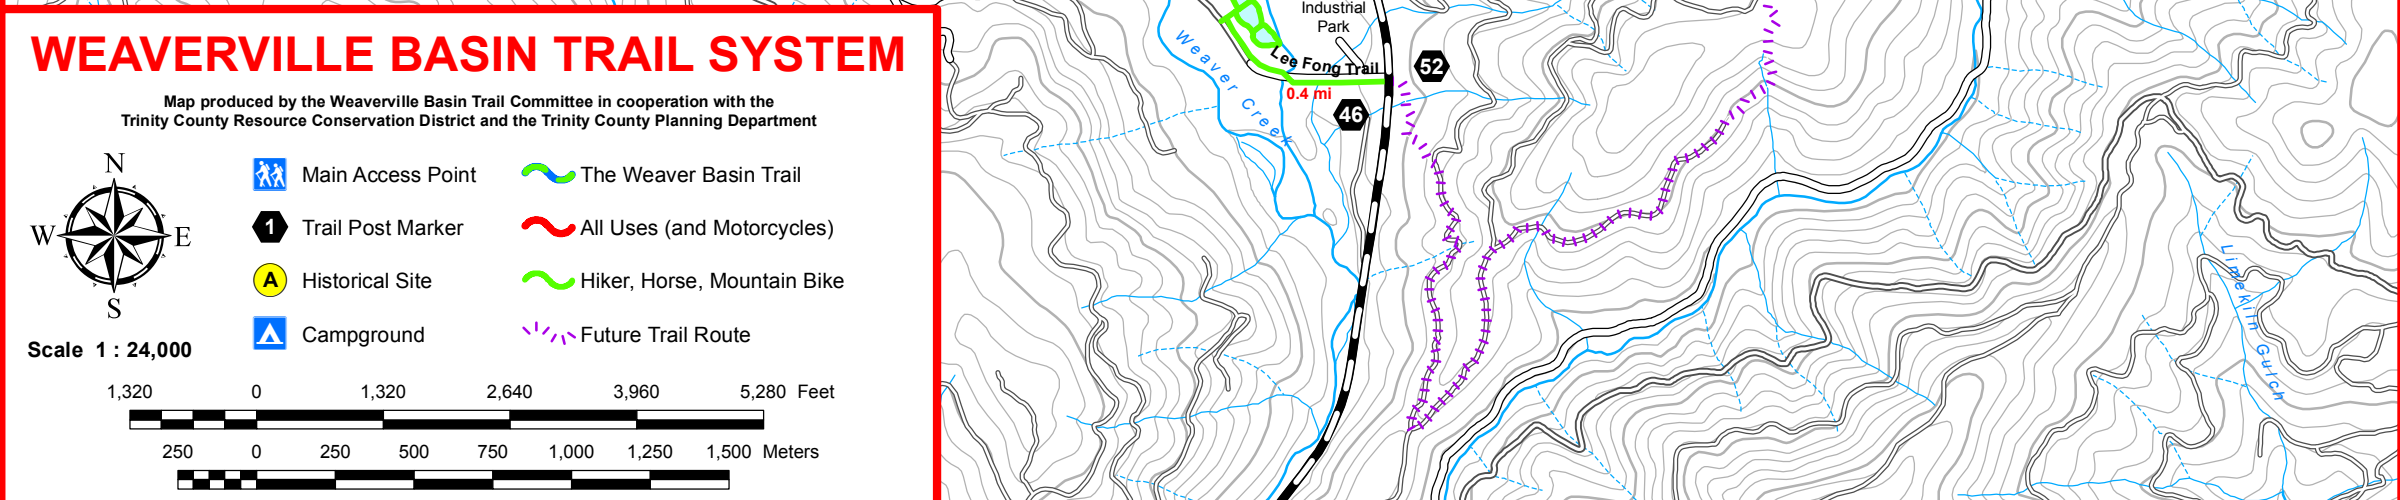 WEAVERVILLE BASIN TRAIL SYSTEM
Map produced by the Weaverville Basin Trail Committee in cooperation with the
Trinity County Resource Conservation District and the Trinity County Planning Department
N
W
E
S
Scale 1 : 24,000
Main Access Point
1 Trail Post Marker
A Historical Site
Campground
The Weaver Basin Trail
All Uses (and Motorcycles)
Hiker, Horse, Mountain Bike
Future Trail Route
1,320 0 1,320 2,640 3,960 5,280 Feet
250 0 250 500 750 1,000 1,250 1,500 Meters
Industrial
Park
Lee Fong Trail
0.4 mi
52
46
Weaver Creek
Limekiln Gulch